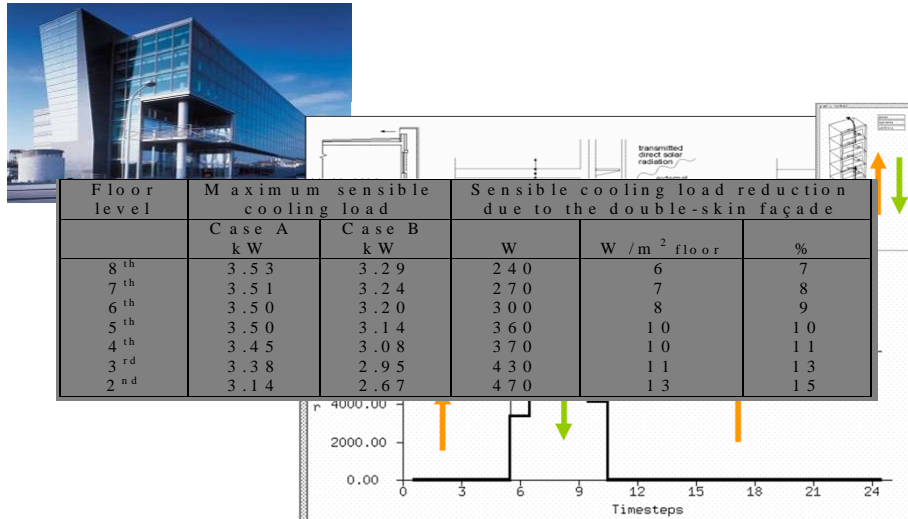 transmitted
direct solar
radiation
external
Floor level Maximum sensible cooling load Sensible cooling load reduction due to the double-skin façade
Case A kW Case B kW W W/m² floor %
8th 3.53 3.29 240 6 7
7th 3.51 3.24 270 7 8
6th 3.50 3.20 300 8 9
5th 3.50 3.14 360 10 10
4th 3.45 3.08 370 10 11
3rd 3.38 2.95 430 11 13
2nd 3.14 2.67 470 13 15
r 4000.00
2000.00
0.00
0 3 6 9 12 15 18 21 24
Timesteps